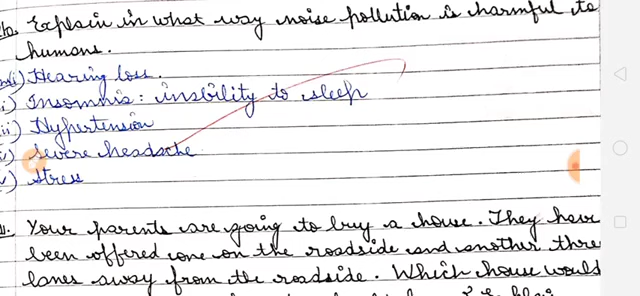 10. Explain in what way noise pollution is harmful to
humans.
i) Hearing loss.
i) Insomnia: inability to sleep
ii) Hypertension
v) Severe headache
v) Stress
Your parents are going to buy a house. They have
been offered one on the roadside and another three
lanes away from the roadside. Which house would